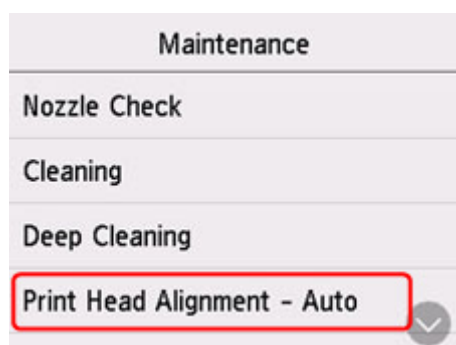 Maintenance
Nozzle Check
Cleaning
Deep Cleaning
Print Head Alignment - Auto